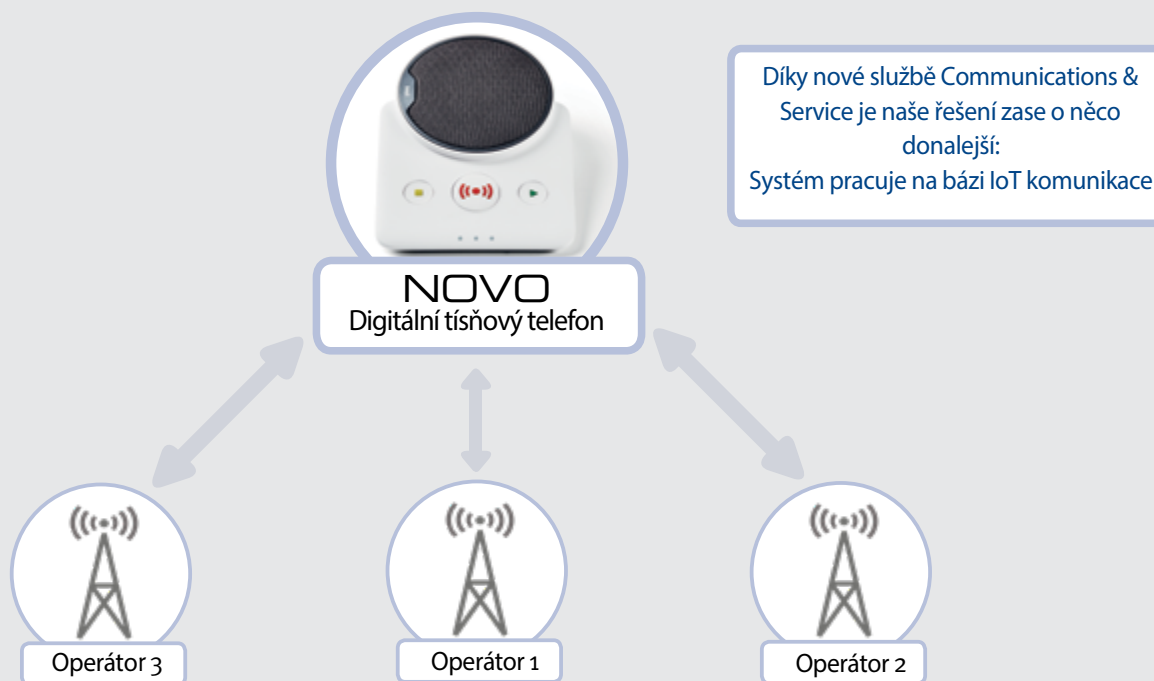 Díky nové službě Communications &
Service je naše řešení zase o něco
donalejší:
Systém pracuje na bázi IoT komunikace
NOVO
Digitální tísňový telefon
Operátor 3
Operátor 1
Operátor 2